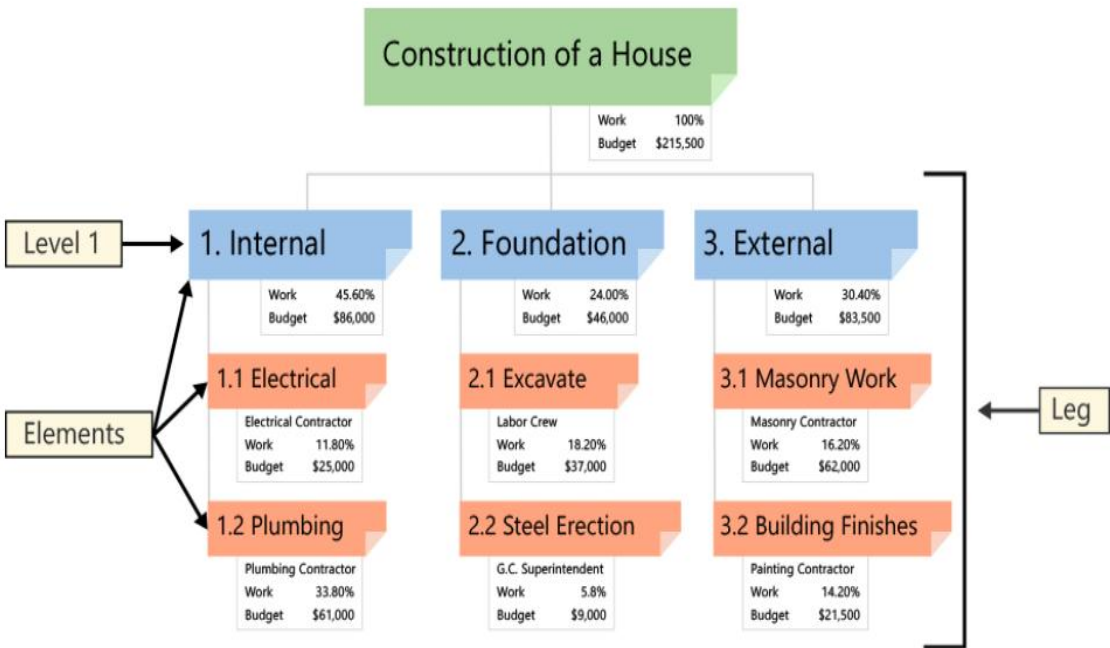 Construction of a House
Work 100%
Budget $215,500
Level 1
1. Internal
Work 45.60%
Budget $86,000
2. Foundation
Work 24.00%
Budget $46,000
3. External
Work 30.40%
Budget $83,500
Elements
1.1 Electrical
Electrical Contractor
Work 11.80%
Budget $25,000
1.2 Plumbing
Plumbing Contractor
Work 33.80%
Budget $61,000
2.1 Excavate
Labor Crew
Work 18.20%
Budget $37,000
2.2 Steel Erection
G.C. Superintendent
Work 5.8%
Budget $9,000
3.1 Masonry Work
Masonry Contractor
Work 16.20%
Budget $62,000
3.2 Building Finishes
Painting Contractor
Work 14.20%
Budget $21,500
Leg